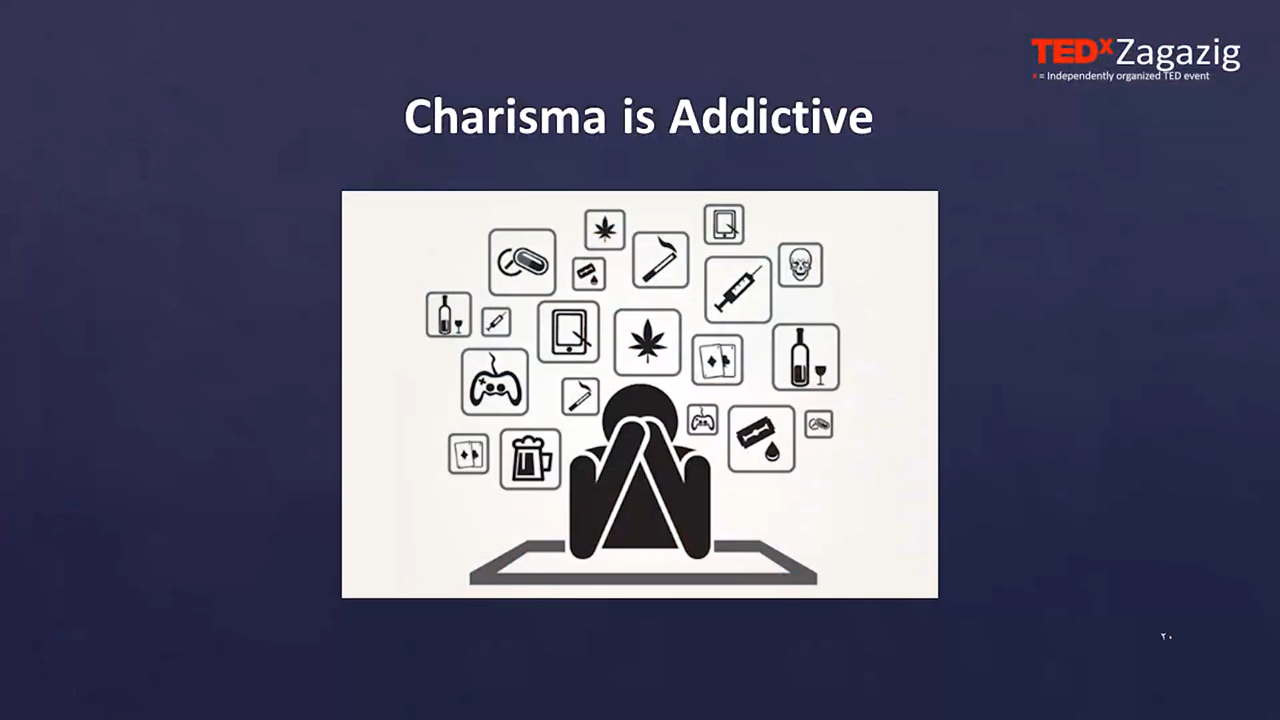 TEDxZagazig
x= Independently organized TED event
Charisma is Addictive
٢٠